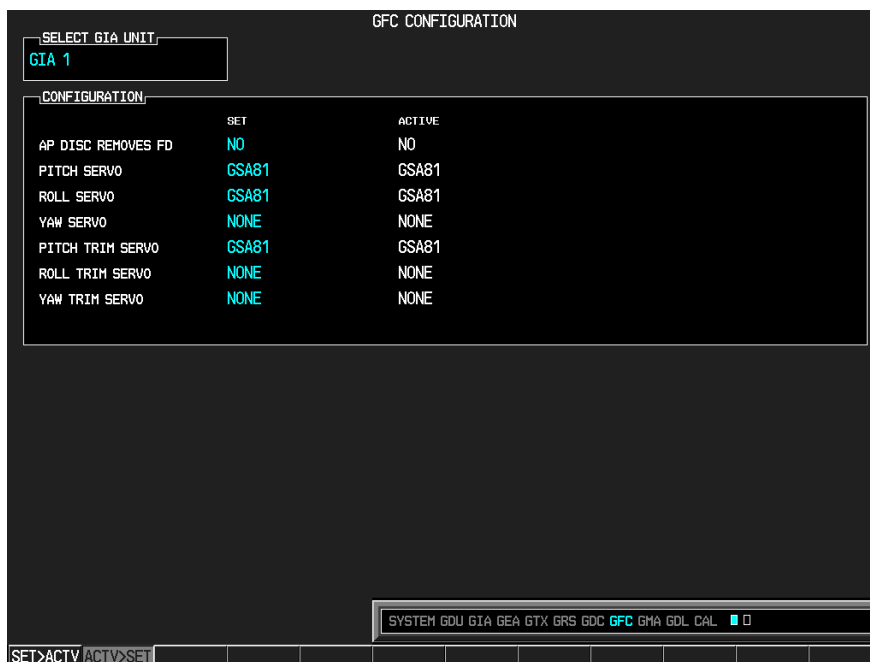 GFC CONFIGURATION
SELECT GIA UNIT
GIA 1
CONFIGURATION
SET ACTIVE
AP DISC REMOVES FD NO NO
PITCH SERVO GSA81 GSA81
ROLL SERVO GSA81 GSA81
YAW SERVO NONE NONE
PITCH TRIM SERVO GSA81 GSA81
ROLL TRIM SERVO NONE NONE
YAW TRIM SERVO NONE NONE
SYSTEM GDU GIA GEA GTX GRS GDC GFC GMA GDL CAL
SET>ACTV ACTV>SET